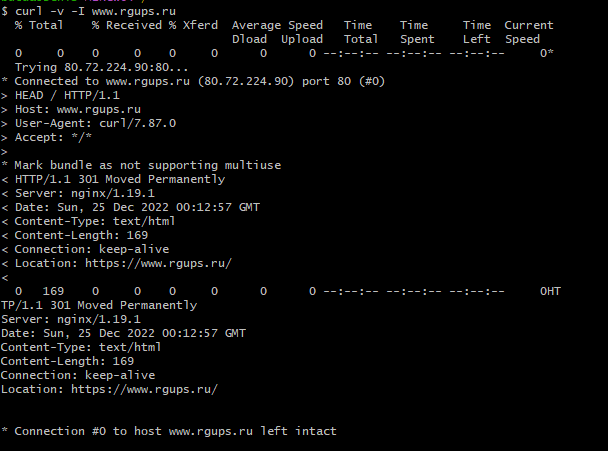 $ curl -v -I www.rgups.ru
  % Total    % Received % Xferd  Average Speed   Time    Time     Time  Current
                                 Dload  Upload   Total   Spent    Left  Speed
  0     0    0     0    0     0      0      0 --:--:-- --:--:-- --:--:--     0*
  Trying 80.72.224.90:80...
* Connected to www.rgups.ru (80.72.224.90) port 80 (#0)
> HEAD / HTTP/1.1
> Host: www.rgups.ru
> User-Agent: curl/7.87.0
> Accept: */*
>
* Mark bundle as not supporting multiuse
< HTTP/1.1 301 Moved Permanently
< Server: nginx/1.19.1
< Date: Sun, 25 Dec 2022 00:12:57 GMT
< Content-Type: text/html
< Content-Length: 169
< Connection: keep-alive
< Location: https://www.rgups.ru/
<
  0   169    0     0    0     0      0      0 --:--:-- --:--:-- --:--:--     0HT
TP/1.1 301 Moved Permanently
Server: nginx/1.19.1
Date: Sun, 25 Dec 2022 00:12:57 GMT
Content-Type: text/html
Content-Length: 169
Connection: keep-alive
Location: https://www.rgups.ru/
* Connection #0 to host www.rgups.ru left intact